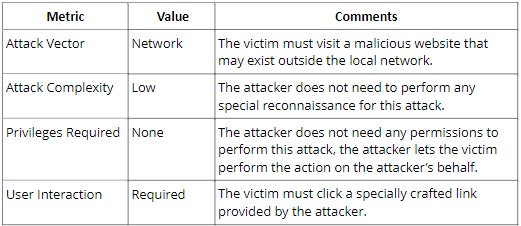 Metric Value Comments
Attack Vector Network The victim must visit a malicious website that
may exist outside the local network.
Attack Complexity Low The attacker does not need to perform any
special reconnaissance for this attack.
Privileges Required None The attacker does not need any permissions to
perform this attack, the attacker lets the victim
perform the action on the attacker’s behalf.
User Interaction Required The victim must click a specially crafted link
provided by the attacker.